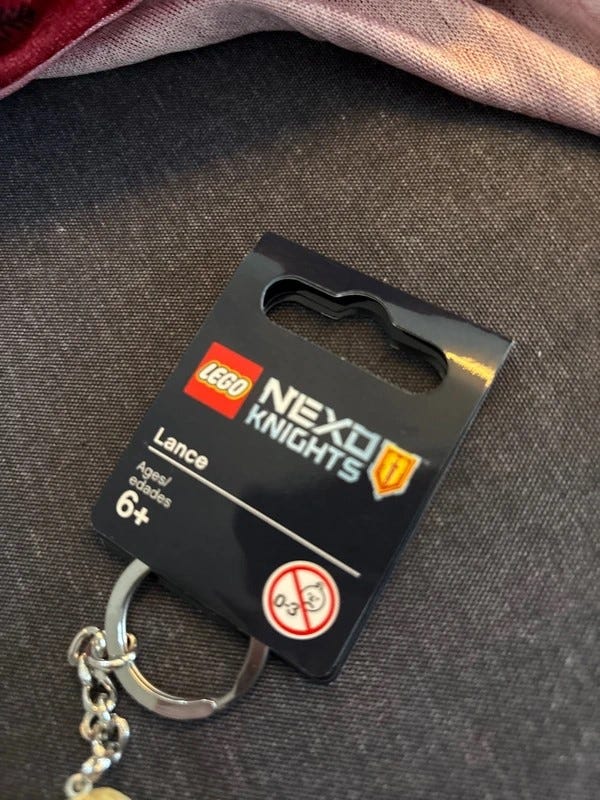 LEGO
NEXO
KNIGHTS
Lance
Ages/
edades
6+
0-3